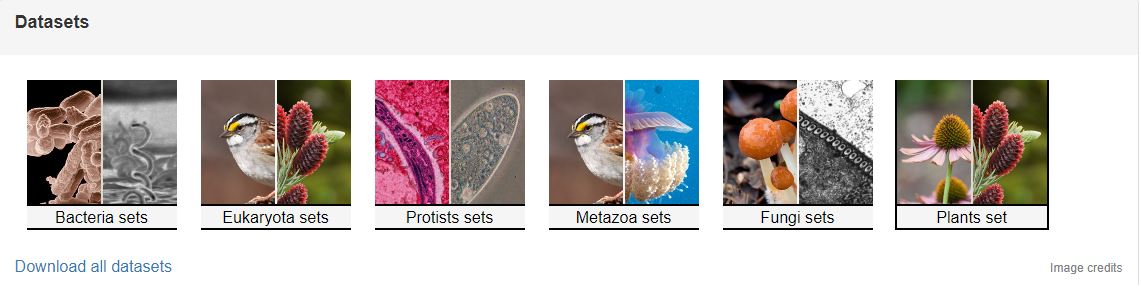 Datasets
Bacteria sets
Eukaryota sets
Protists sets
Metazoa sets
Fungi sets
Plants set
Download all datasets
Image credits